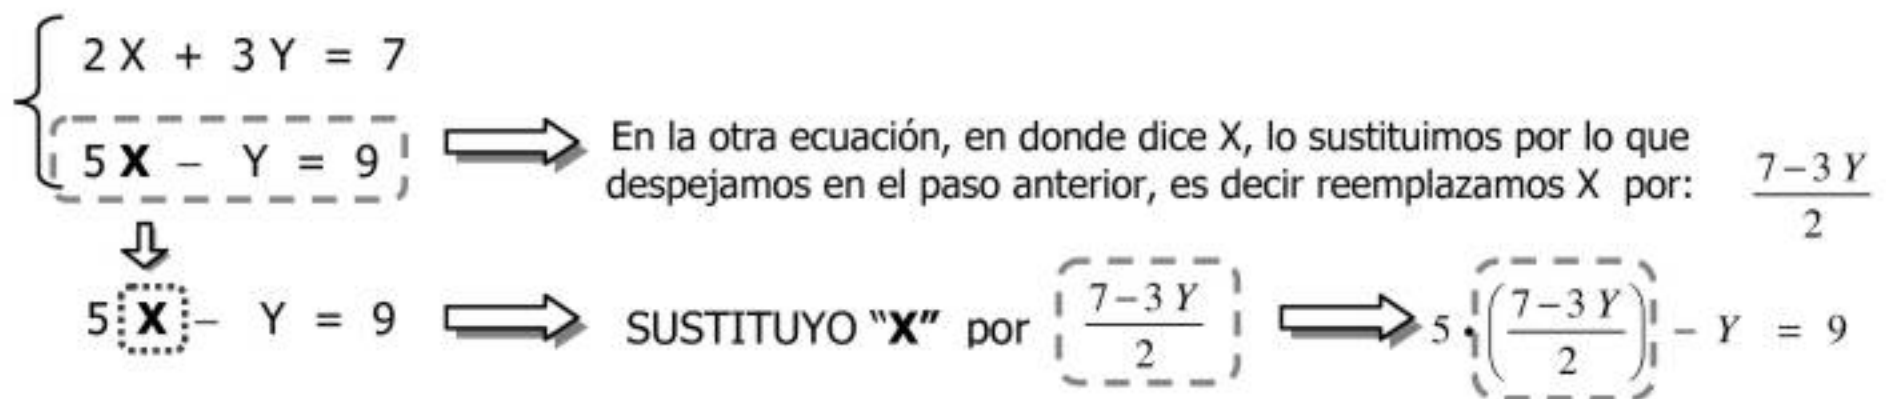 2 X + 3 Y = 7
5 X – Y = 9
En la otra ecuación, en donde dice X, lo sustituimos por lo que
despejamos en el paso anterior, es decir reemplazamos X por: (7 – 3 Y)/2
5 X – Y = 9 SUSTITUYO "X" por (7 – 3 Y)/2 5 • ((7 – 3 Y)/2) – Y = 9